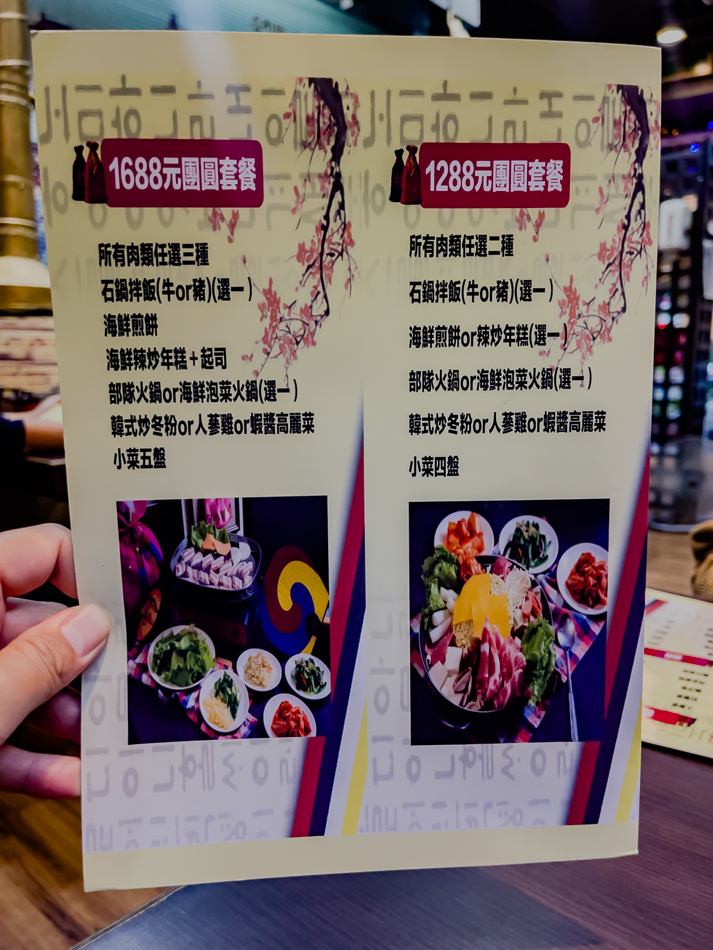 1688元團圓套餐
所有肉類任選三種
石鍋拌飯(牛or豬)(選一)
海鮮煎餅
海鮮辣炒年糕+起司
部隊火鍋or海鮮泡菜火鍋(選一)
韓式炒冬粉or人蔘雞or蝦醬高麗菜
小菜五盤
1288元團圓套餐
所有肉類任選二種
石鍋拌飯(牛or豬)(選一)
海鮮煎餅or辣炒年糕(選一)
部隊火鍋or海鮮泡菜火鍋(選一)
韓式炒冬粉or人蔘雞or蝦醬高麗菜
小菜四盤